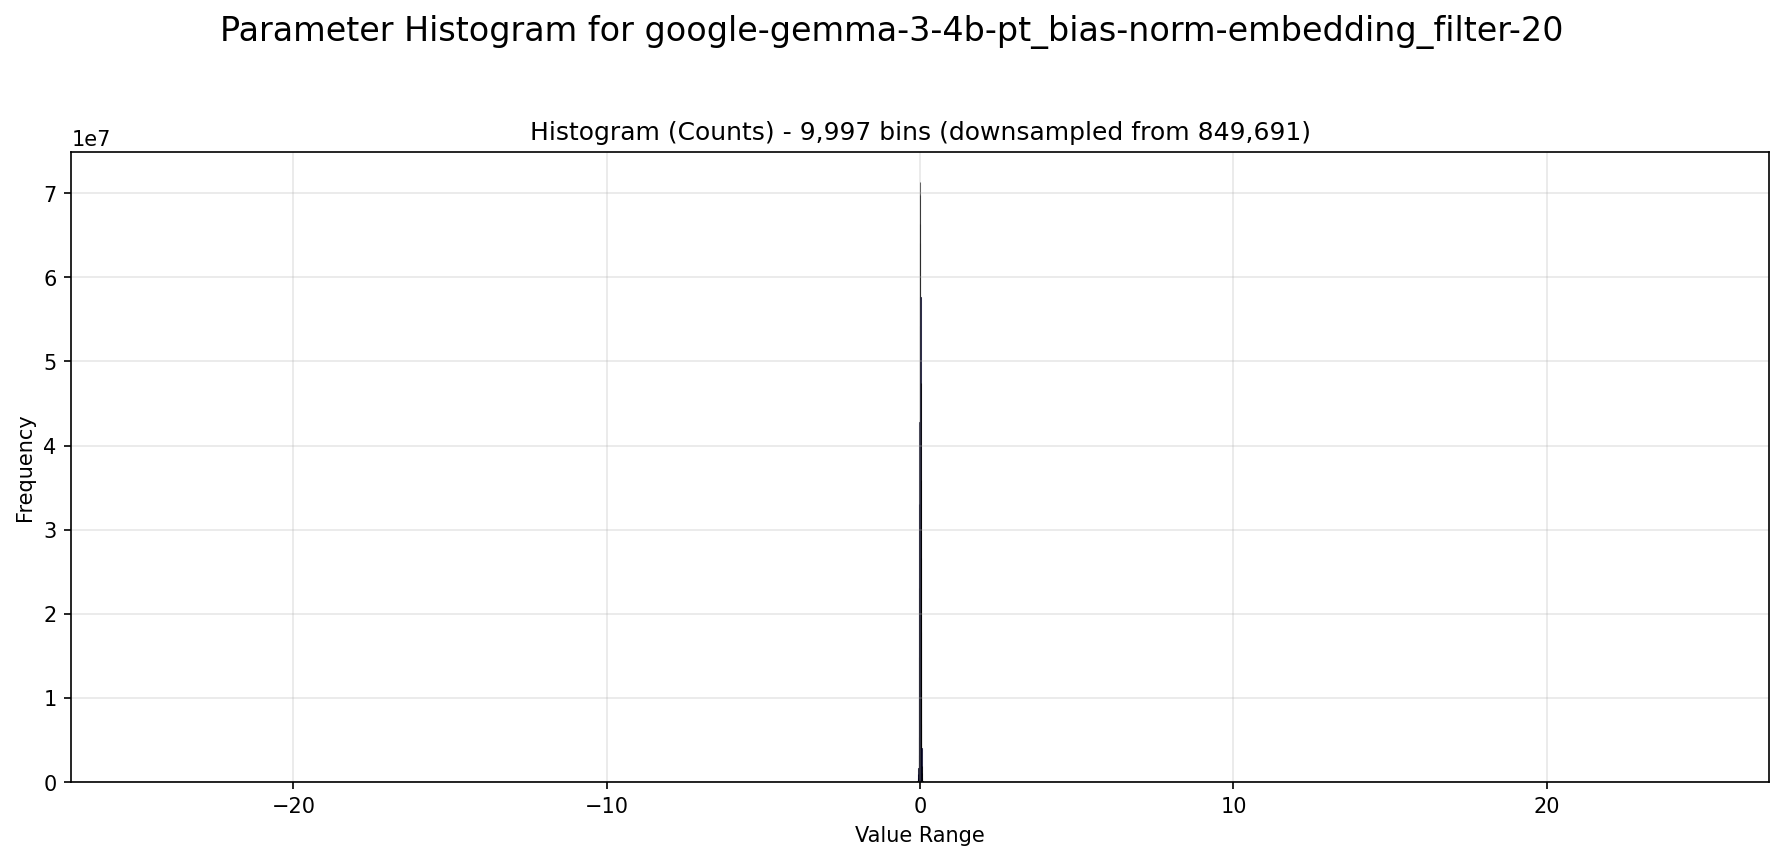 Parameter Histogram for google-gemma-3-4b-pt_bias-norm-embedding_filter-20
Histogram (Counts) - 9,997 bins (downsampled from 849,691)
1e7
7
6
5
4
3
2
1
0
Frequency
−20
−10
0
10
20
Value Range